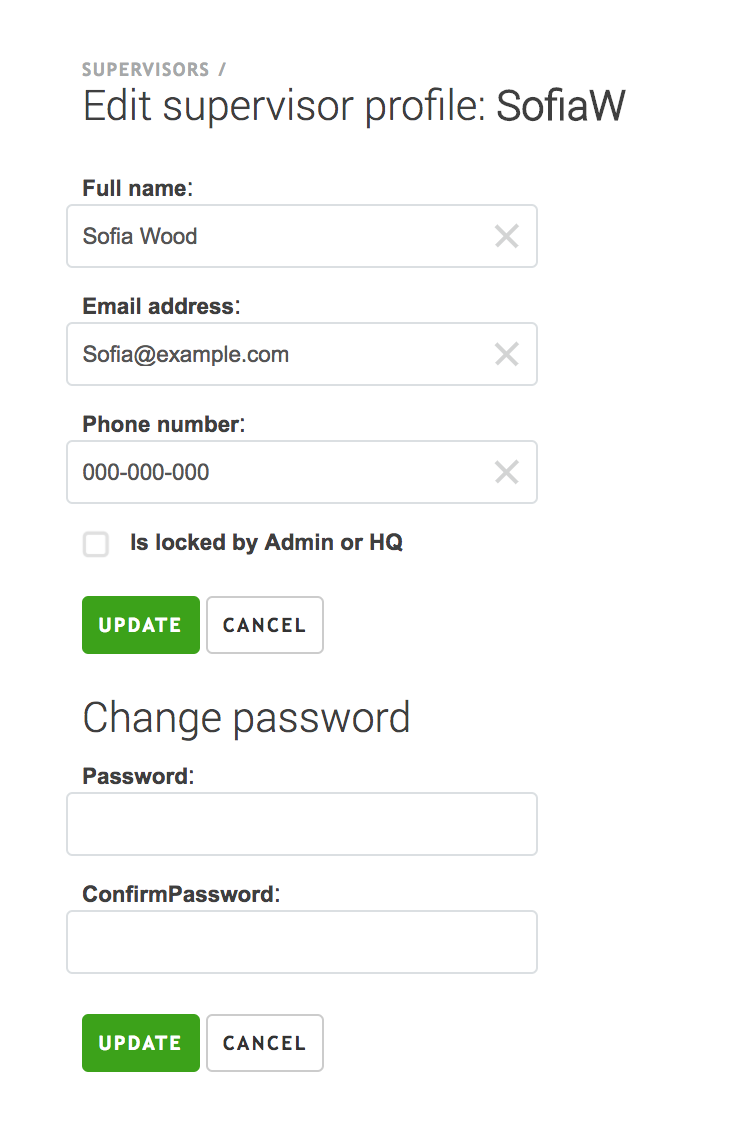 SUPERVISORS /
Edit supervisor profile: SofiaW
Full name:
Sofia Wood
Email address:
Sofia@example.com
Phone number:
000-000-000
Is locked by Admin or HQ
UPDATE CANCEL
Change password
Password:
ConfirmPassword:
UPDATE CANCEL